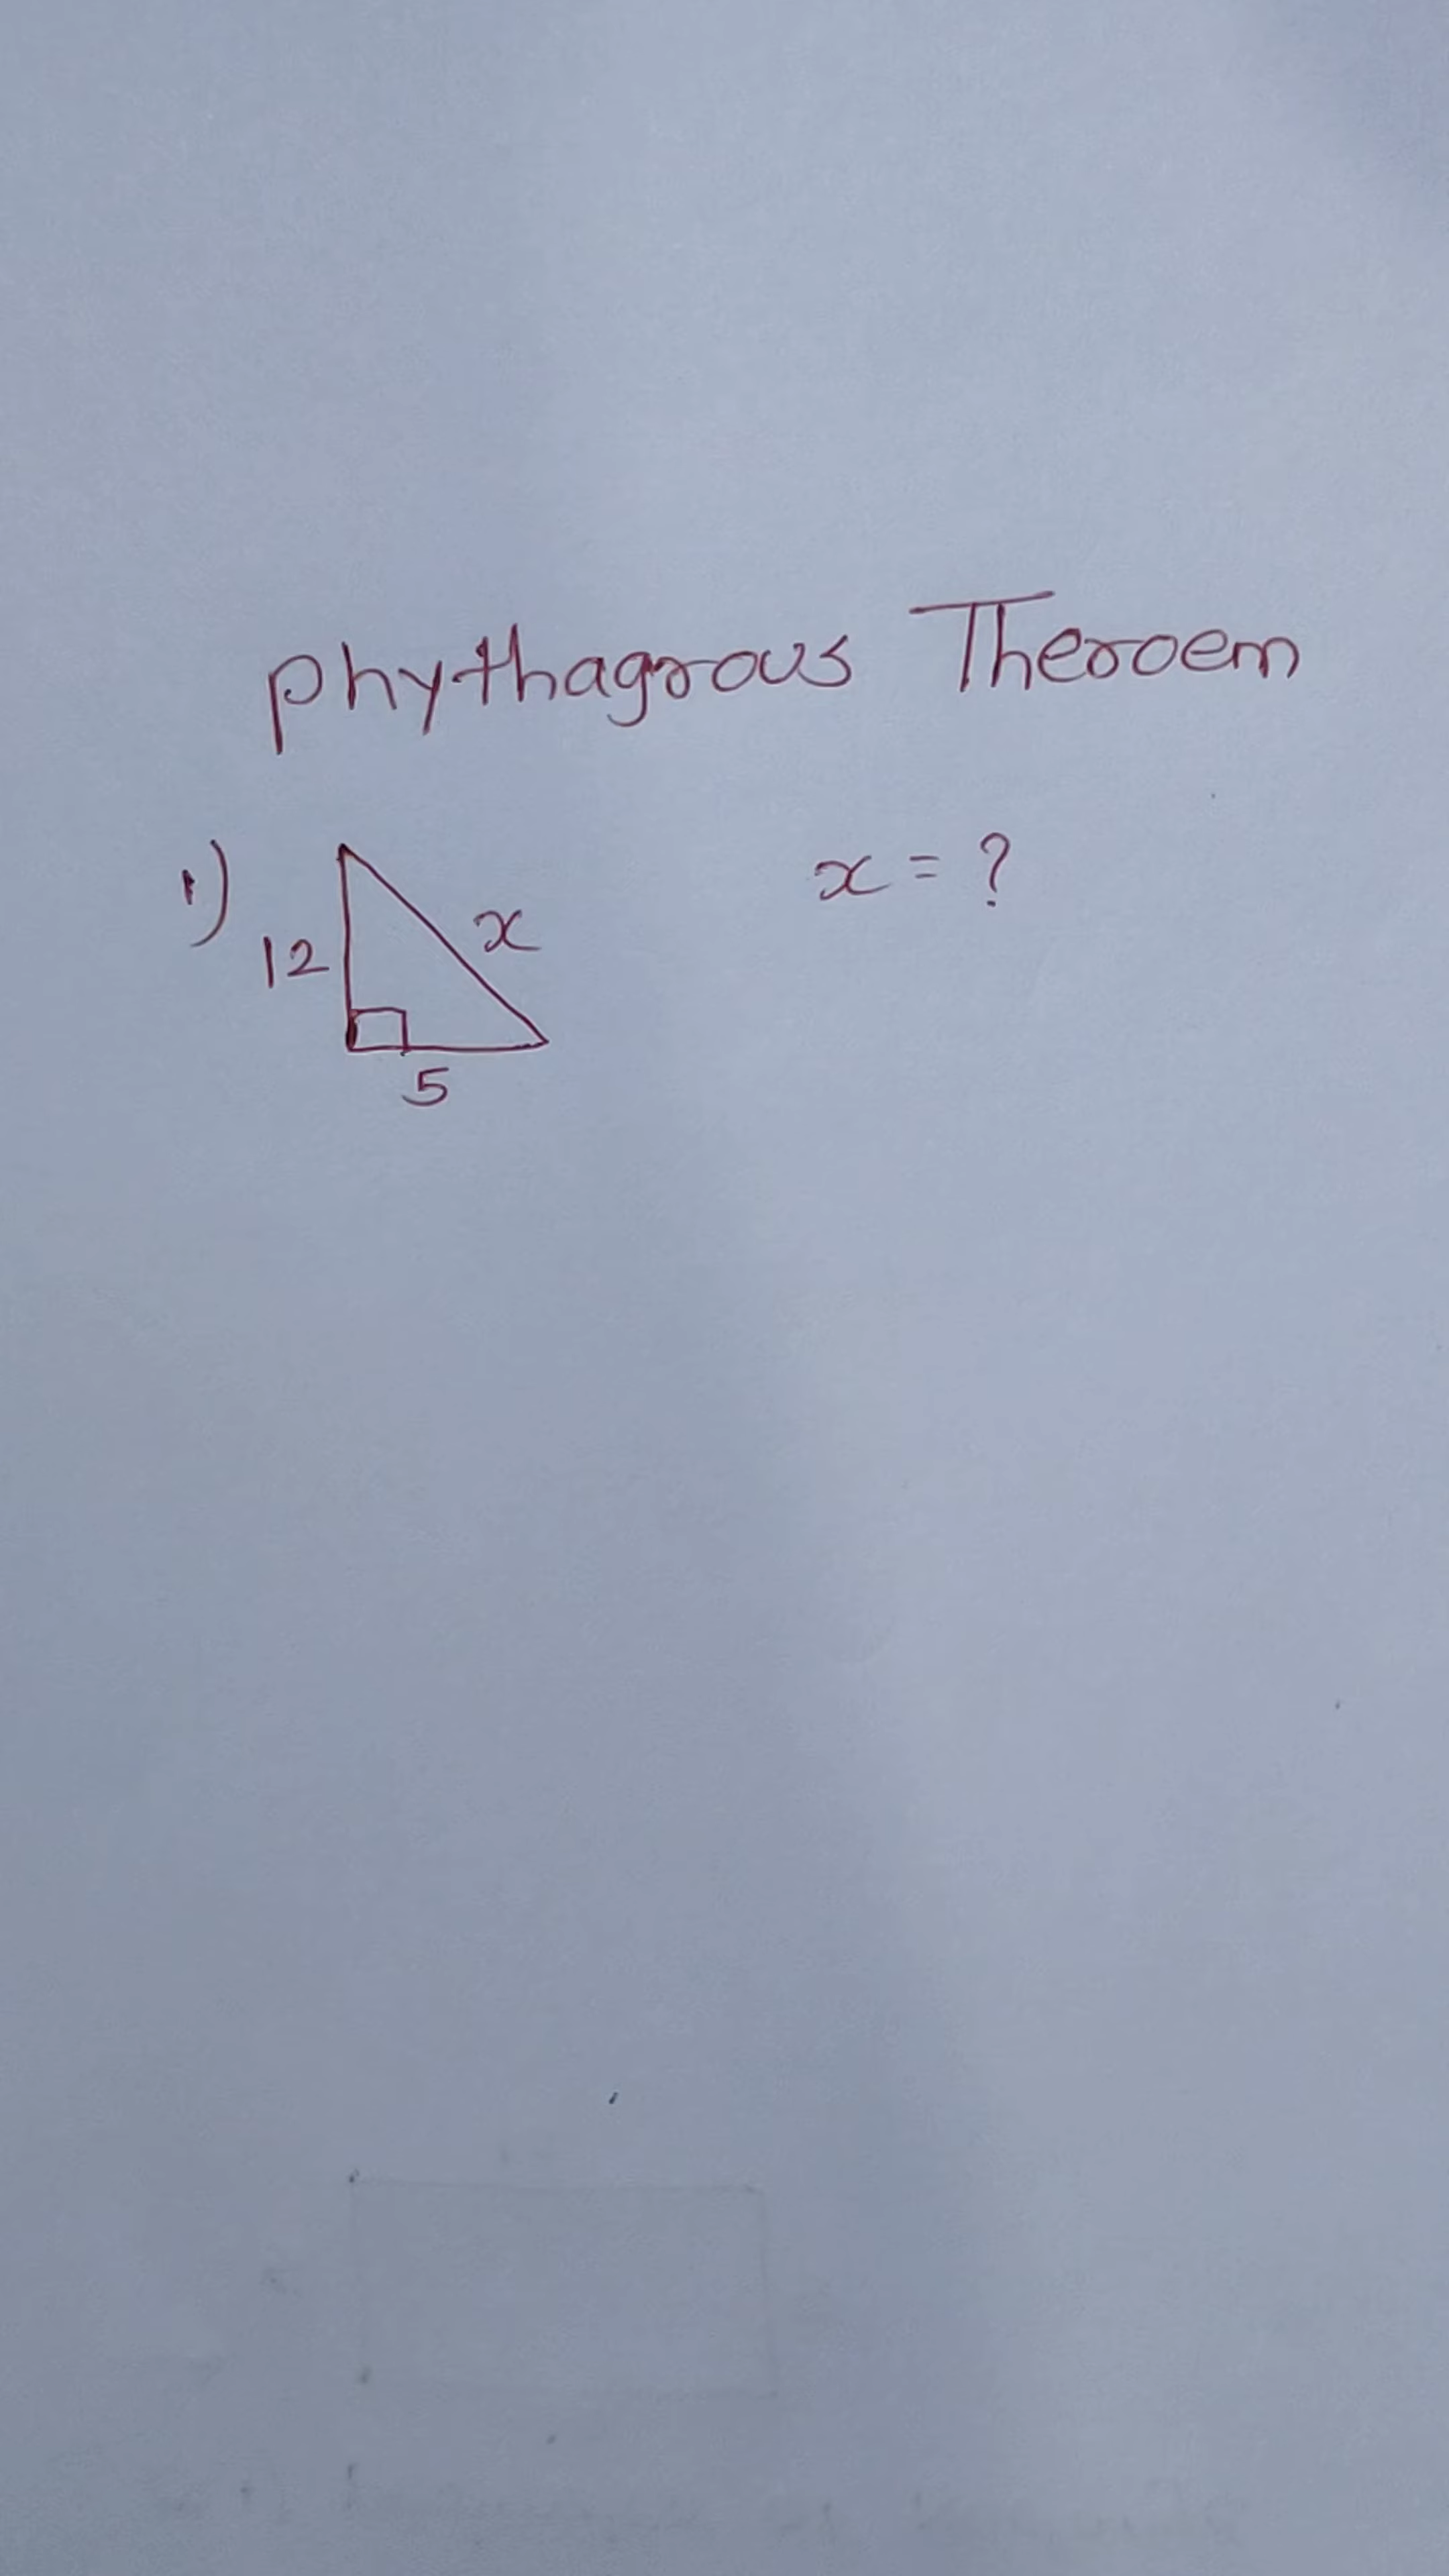 phythagrous Theroem
1) 12 x x = ?
5